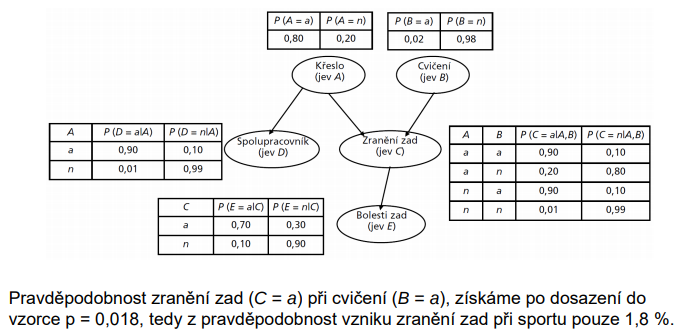 P (A = a) P (A = n) P (B = a) P (B = n)
0,80 0,20 0,02 0,98
Křeslo
(jev A)
Cvičení
(jev B)
A P (D = a|A) P (D = n|A)
a 0,90 0,10
n 0,01 0,99
Spolupracovník
(jev D)
Zranění zad
(jev C)
A B P (C = a|A,B) P (C = n|A,B)
a a 0,90 0,10
a n 0,20 0,80
n a 0,90 0,10
n n 0,01 0,99
C P (E = a|C) P (E = n|C)
a 0,70 0,30
n 0,10 0,90
Bolesti zad
(jev E)
Pravděpodobnost zranění zad (C = a) při cvičení (B = a), získáme po dosazení do
vzorce p = 0,018, tedy z pravděpodobnost vzniku zranění zad při sportu pouze 1,8 %.